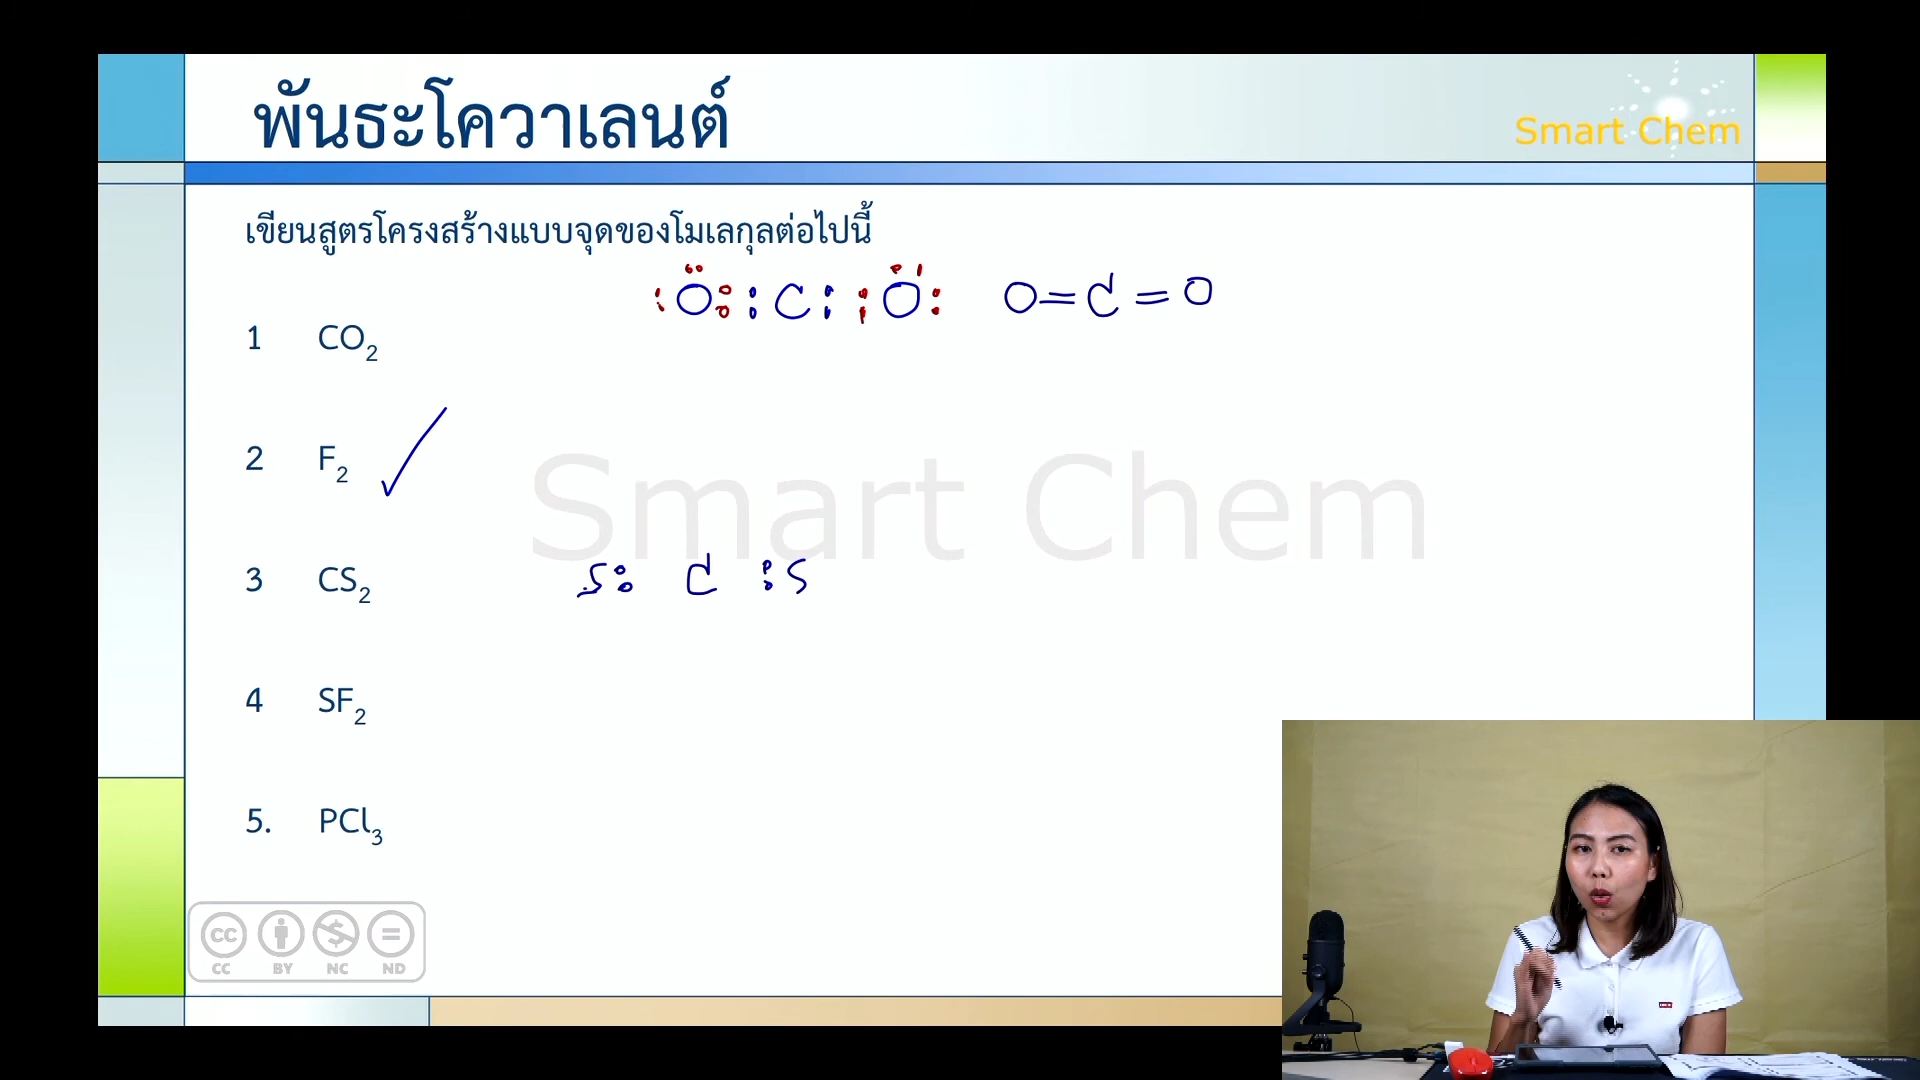 พันธะโควาเลนต์
Smart Chem
เขียนสูตรโครงสร้างแบบจุดของโมเลกุลต่อไปนี้
O C O O=C=O
1 CO₂
2 F₂ ✓
Smart Chem
3 CS₂ S: C :S
4 SF₂
5. PCl₃
CC BY NC ND